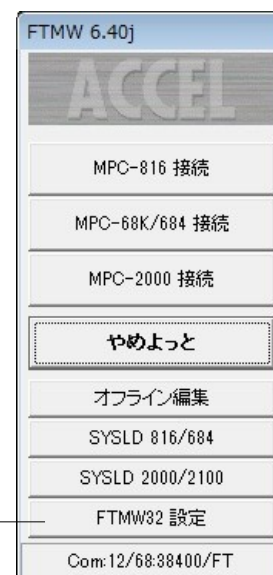 FTMW 6.40j
ACCEL
MPC-816 接続
MPC-68K/684 接続
MPC-2000 接続
やめよっと
オフライン編集
SYSLD 816/684
SYSLD 2000/2100
FTMW32 設定
Com:12/68:38400/FT